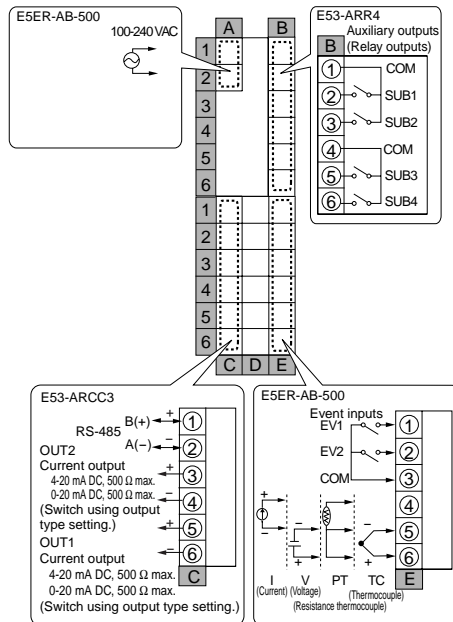 E5ER-AB-500
100-240 VAC
A
B
1
2
3
4
5
6
1
2
3
4
5
6
C D E
E53-ARR4
Auxiliary outputs
(Relay outputs)
B
1 COM
2 SUB1
3 SUB2
4 COM
5 SUB3
6 SUB4
E53-ARCC3
+
B(+) 1
RS-485
−
A(−) 2
OUT2
Current output
+
3
4-20 mA DC, 500 Ω max.
0-20 mA DC, 500 Ω max.
−
4
(Switch using output
type setting.)
+
5
OUT1
−
6
Current output
4-20 mA DC, 500 Ω max.
C
0-20 mA DC, 500 Ω max.
(Switch using output type setting.)
E5ER-AB-500
Event inputs
EV1 1
EV2 2
COM 3
4
+
−
−
+
−
5
+
6
I V PT TC
E
(Current) (Voltage) (Thermocouple)
(Resistance thermocouple)